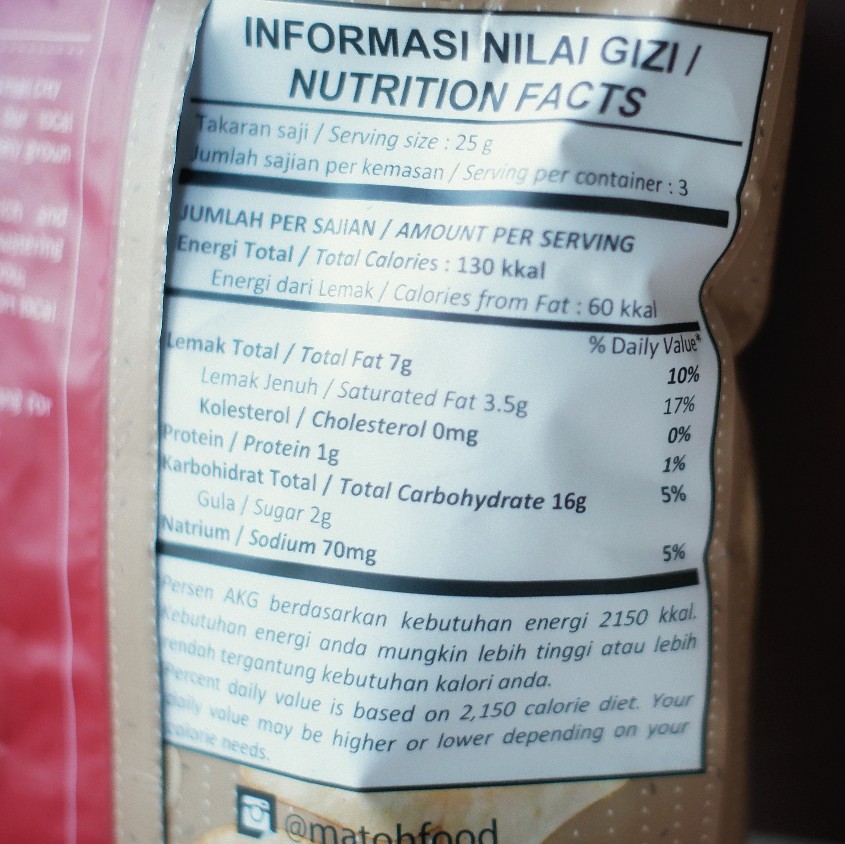 INFORMASI NILAI GIZI /
NUTRITION FACTS
Takaran saji / Serving size : 25 g
Jumlah sajian per kemasan / Serving per container : 3
JUMLAH PER SAJIAN / AMOUNT PER SERVING
Energi Total / Total Calories : 130 kkal
Energi dari Lemak / Calories from Fat : 60 kkal
% Daily Value*
Lemak Total / Total Fat 7g 10%
Lemak Jenuh / Saturated Fat 3.5g 17%
Kolesterol / Cholesterol 0mg 0%
Protein / Protein 1g 1%
Karbohidrat Total / Total Carbohydrate 16g 5%
Gula / Sugar 2g
Natrium / Sodium 70mg 5%
Persen AKG berdasarkan kebutuhan energi 2150 kkal.
Kebutuhan energi anda mungkin lebih tinggi atau lebih
rendah tergantung kebutuhan kalori anda.
Percent daily value is based on 2,150 calorie diet. Your
daily value may be higher or lower depending on your
calorie needs.
@matohfood
local
and
local
for